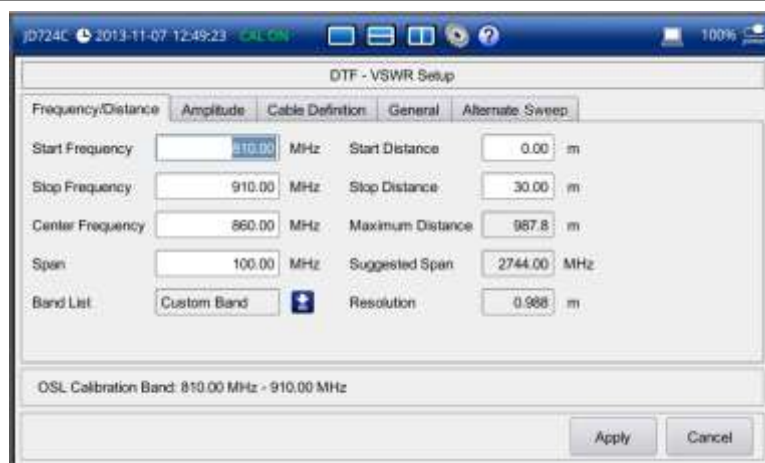 JD724C 2013-11-07 12:49:23 CAL ON 100%
DTF - VSWR Setup
Frequency/Distance Amplitude Cable Definition General Alternate Sweep
Start Frequency 810.00 MHz Start Distance 0.00 m
Stop Frequency 910.00 MHz Stop Distance 30.00 m
Center Frequency 860.00 MHz Maximum Distance 987.8 m
Span 100.00 MHz Suggested Span 2744.00 MHz
Band List Custom Band Resolution 0.988 m
OSL Calibration Band: 810.00 MHz - 910.00 MHz
Apply Cancel